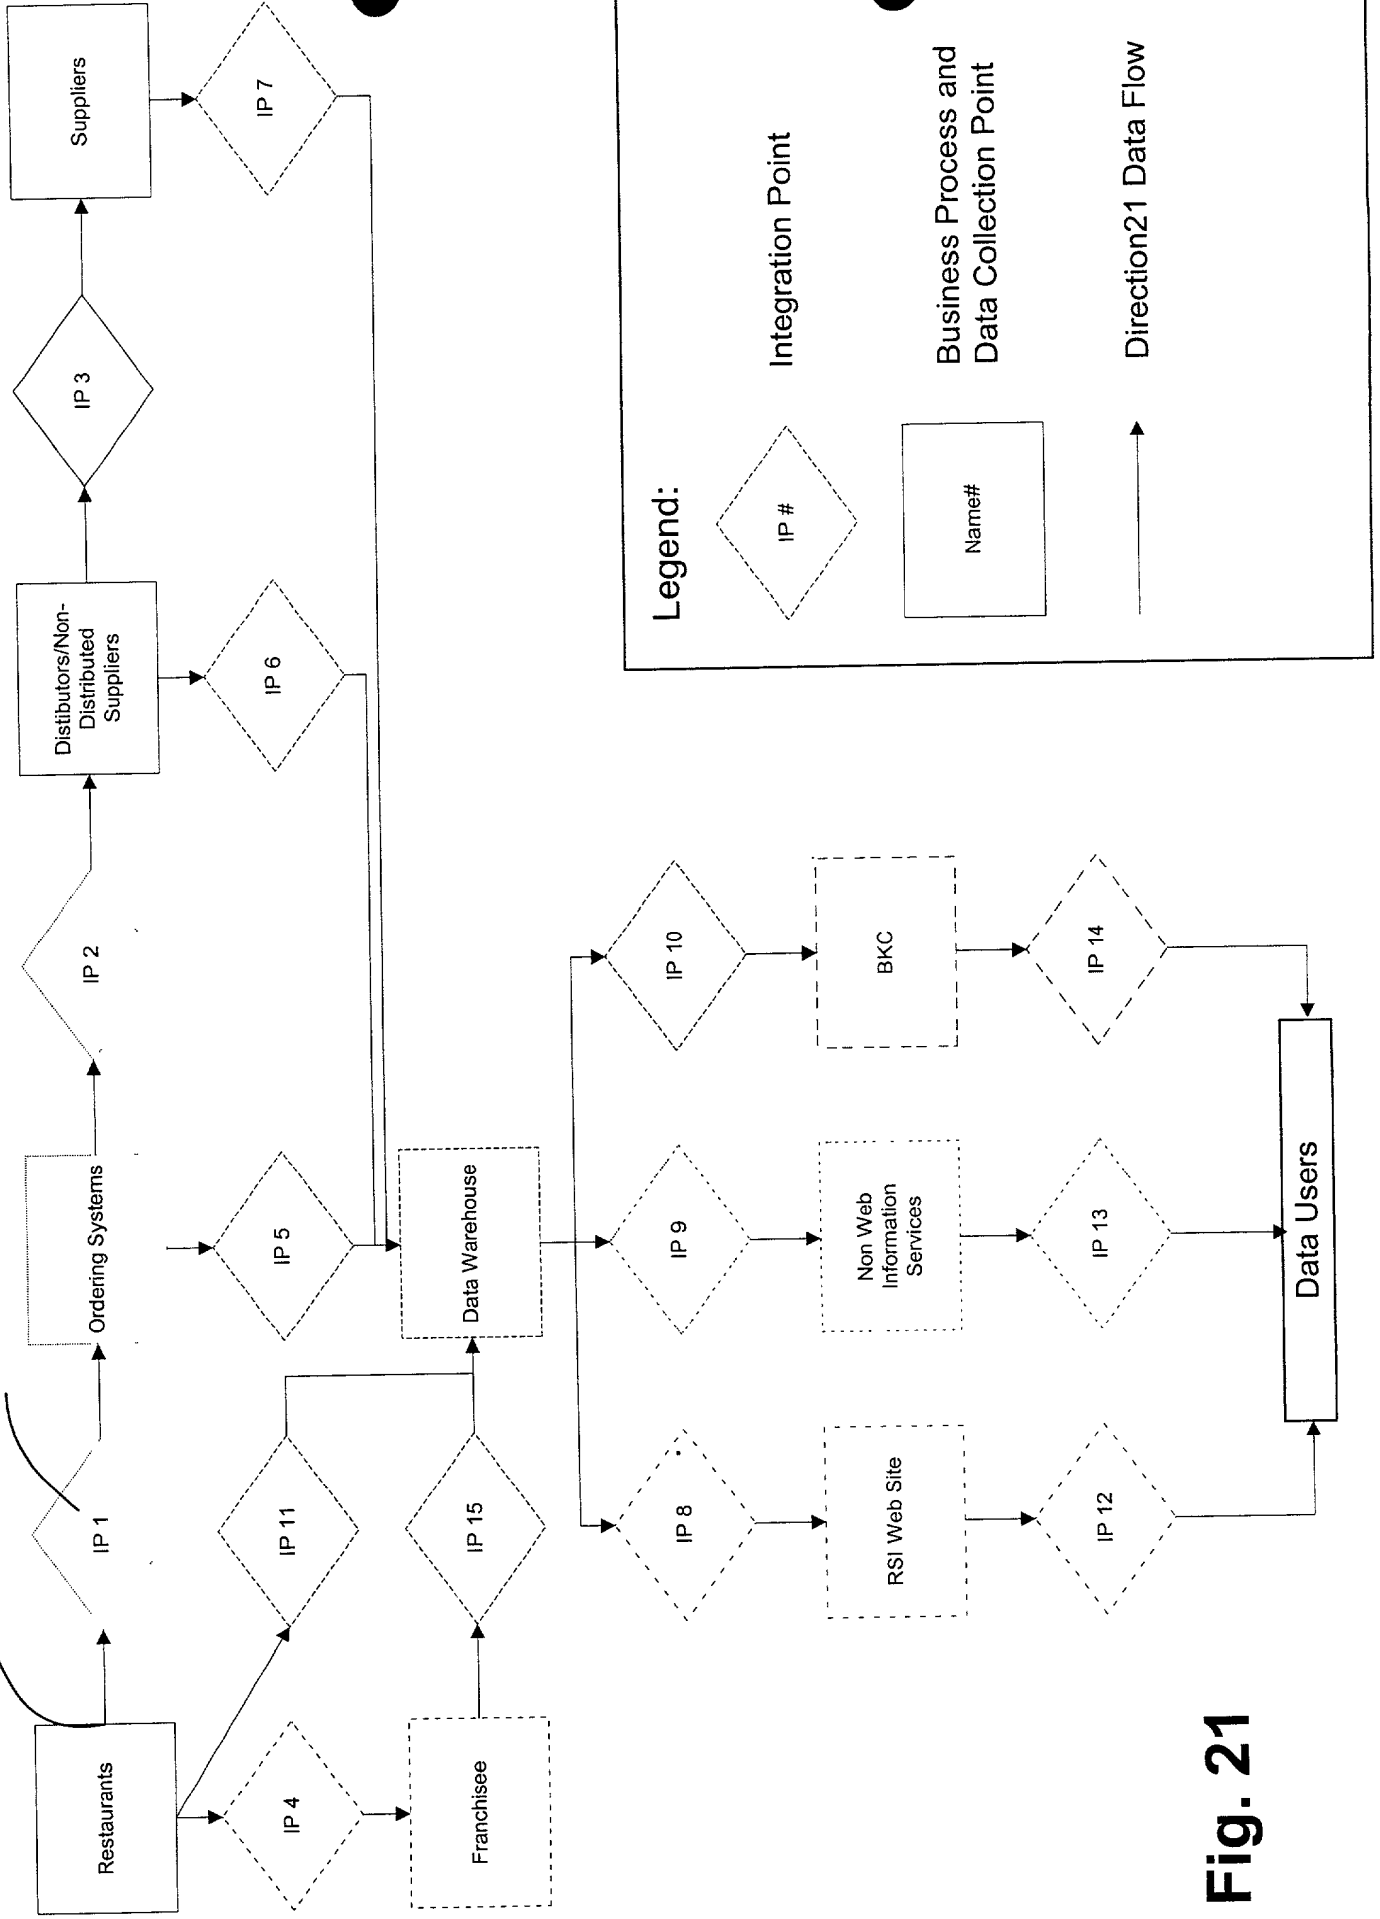 Restaurants
IP 1
Ordering Systems
IP 2
Distibutors/Non-
Distributed
Suppliers
IP 3
Suppliers
IP 4
IP 11
IP 5
IP 6
IP 7
Franchisee
IP 15
Data Warehouse
IP 8
IP 9
IP 10
RSI Web Site
Non Web
Information
Services
BKC
IP 12
IP 13
IP 14
Data Users
Legend:
IP #
Integration Point
Name#
Business Process and
Data Collection Point
Direction21 Data Flow
Fig. 21